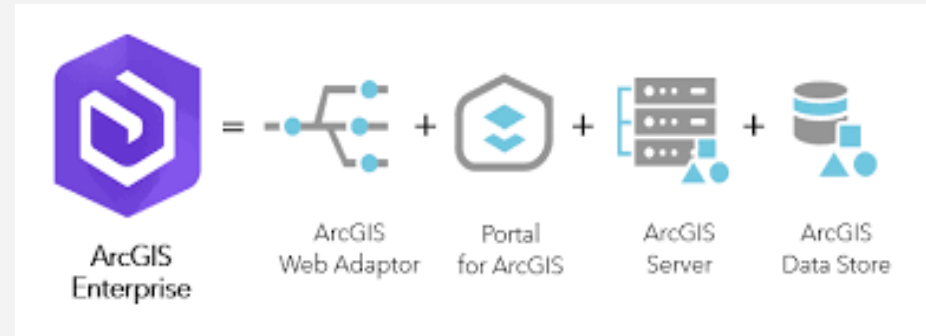 =
+
+
+
ArcGIS
Enterprise
ArcGIS
Web Adaptor
Portal
for ArcGIS
ArcGIS
Server
ArcGIS
Data Store